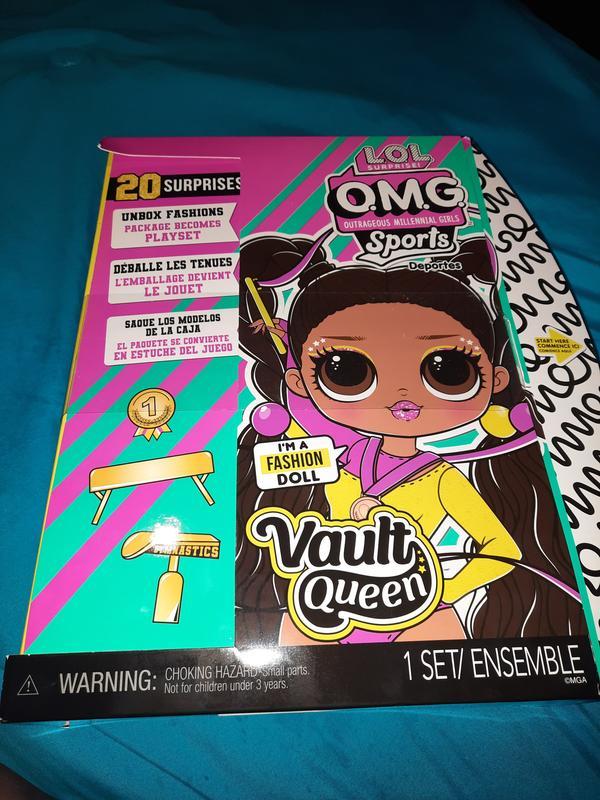 L.O.L.
SURPRISE!
O.M.G.
OUTRAGEOUS MILLENNIAL GIRLS
Sports
Deportes
20 SURPRISES
UNBOX FASHIONS
PACKAGE BECOMES
PLAYSET
DÉBALLE LES TENUES
L'EMBALLAGE DEVIENT
LE JOUET
SAQUE LOS MODELOS
DE LA CAJA
EL PAQUETE SE CONVIERTE
EN ESTUCHE DEL JUEGO
START HERE
COMMENCE ICI
COMIENCE AQUÍ
1
I'M A
FASHION
DOLL
GYMNASTICS
Vault
Queen
WARNING:
CHOKING HAZARD-Small parts.
Not for children under 3 years.
1 SET/ ENSEMBLE
©MGA